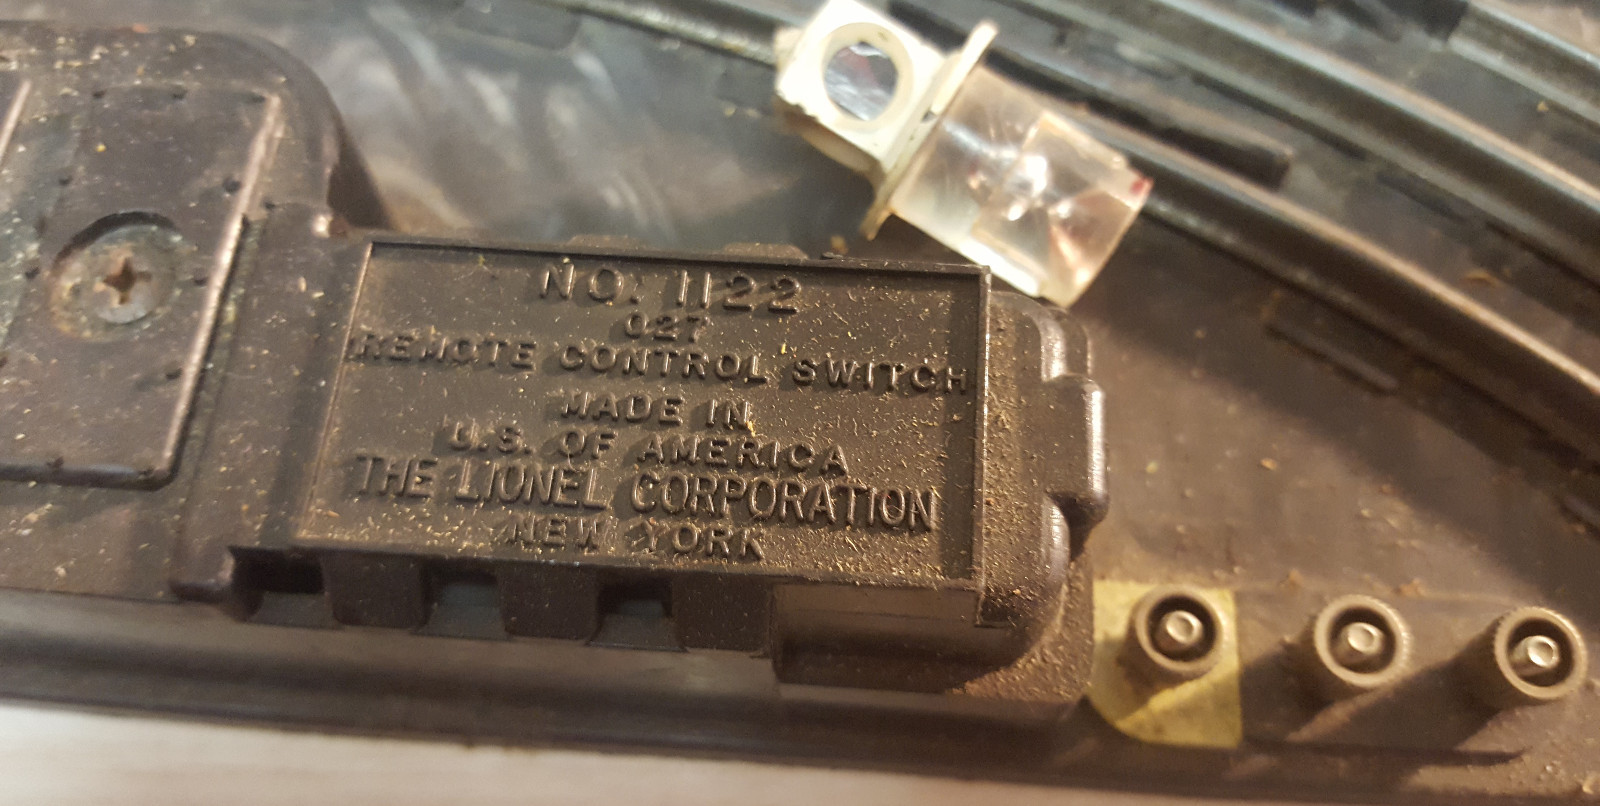 NO. 1122
027
REMOTE CONTROL SWITCH
MADE IN
U.S. OF AMERICA
THE LIONEL CORPORATION
NEW YORK